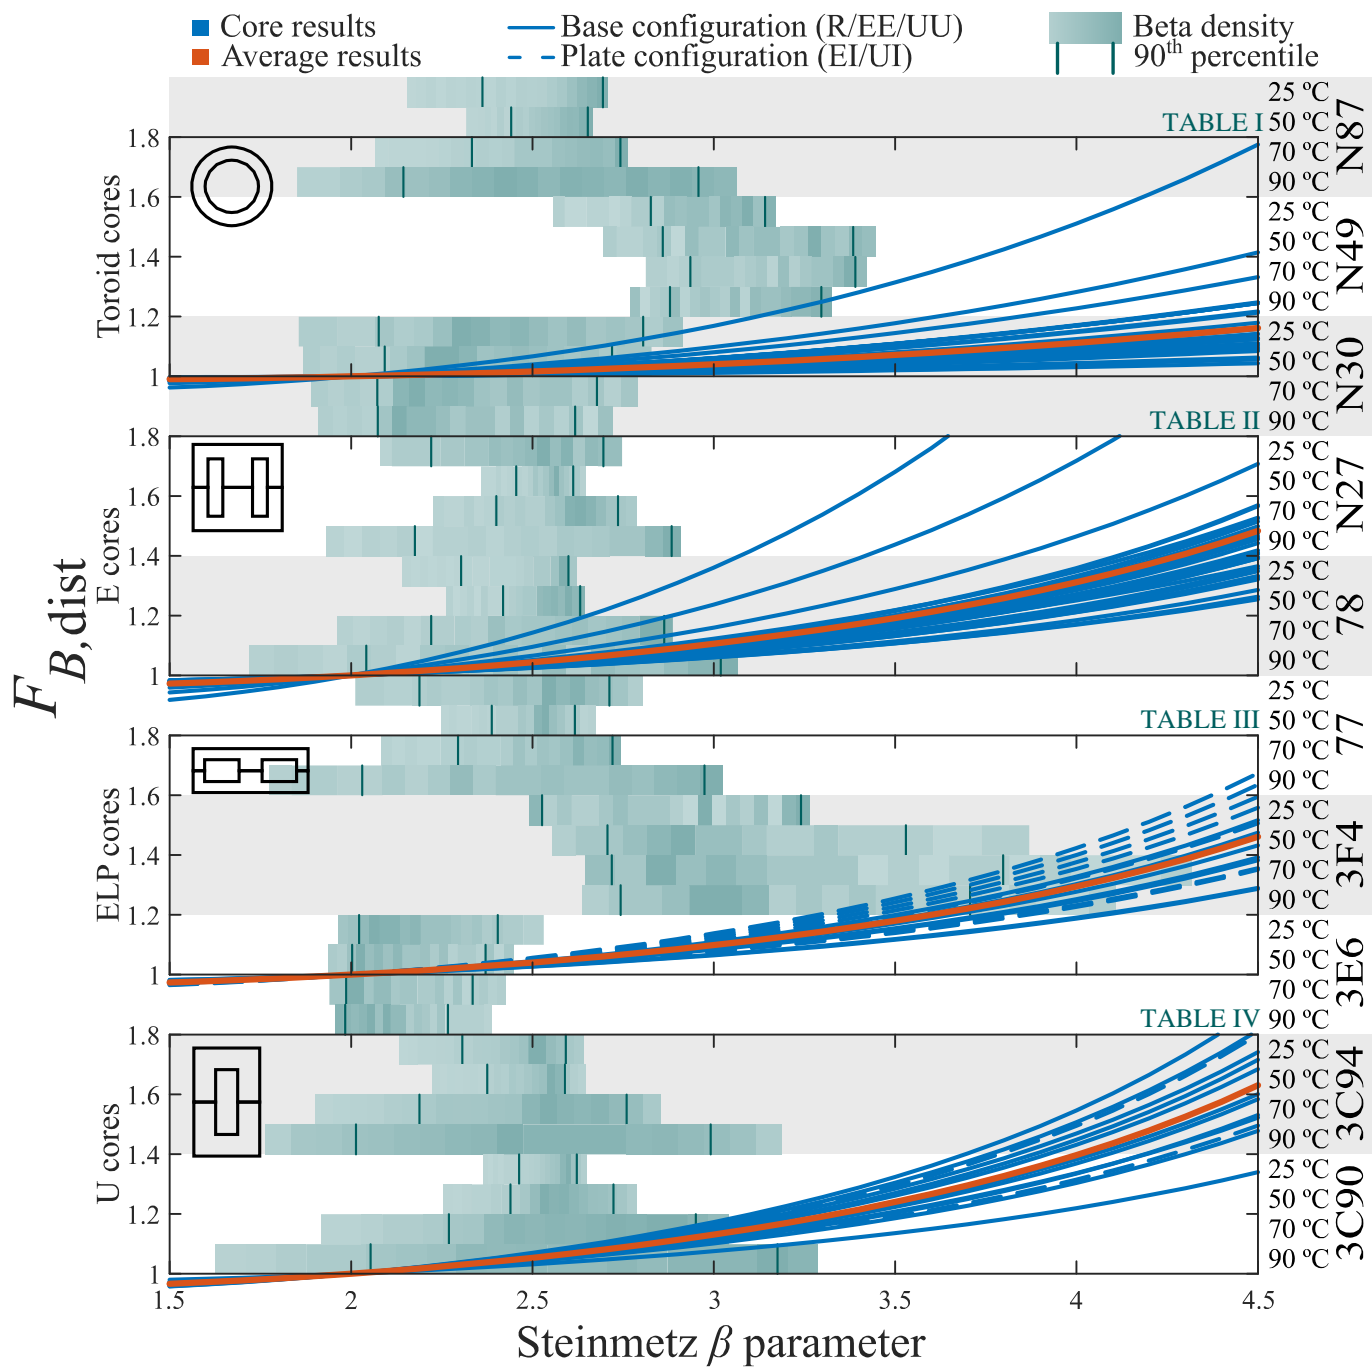 Core results
Average results
Base configuration (R/EE/UU)
Plate configuration (EI/UI)
Beta density
90th percentile
F B,dist
TABLE I
Toroid cores
1.8
1.6
1.4
1.2
1
TABLE II
E cores
1.8
1.6
1.4
1.2
1
TABLE III
ELP cores
1.8
1.6
1.4
1.2
1
TABLE IV
U cores
1.8
1.6
1.4
1.2
1
1.5 2 2.5 3 3.5 4 4.5
Steinmetz β parameter
25 ºC
50 ºC
70 ºC
90 ºC
N87
25 ºC
50 ºC
70 ºC
90 ºC
N49
25 ºC
50 ºC
70 ºC
90 ºC
N30
25 ºC
50 ºC
70 ºC
90 ºC
N27
25 ºC
50 ºC
70 ºC
90 ºC
78
25 ºC
50 ºC
70 ºC
90 ºC
77
25 ºC
50 ºC
70 ºC
90 ºC
3F4
25 ºC
50 ºC
70 ºC
90 ºC
3E6
25 ºC
50 ºC
70 ºC
90 ºC
3C94
25 ºC
50 ºC
70 ºC
90 ºC
3C90